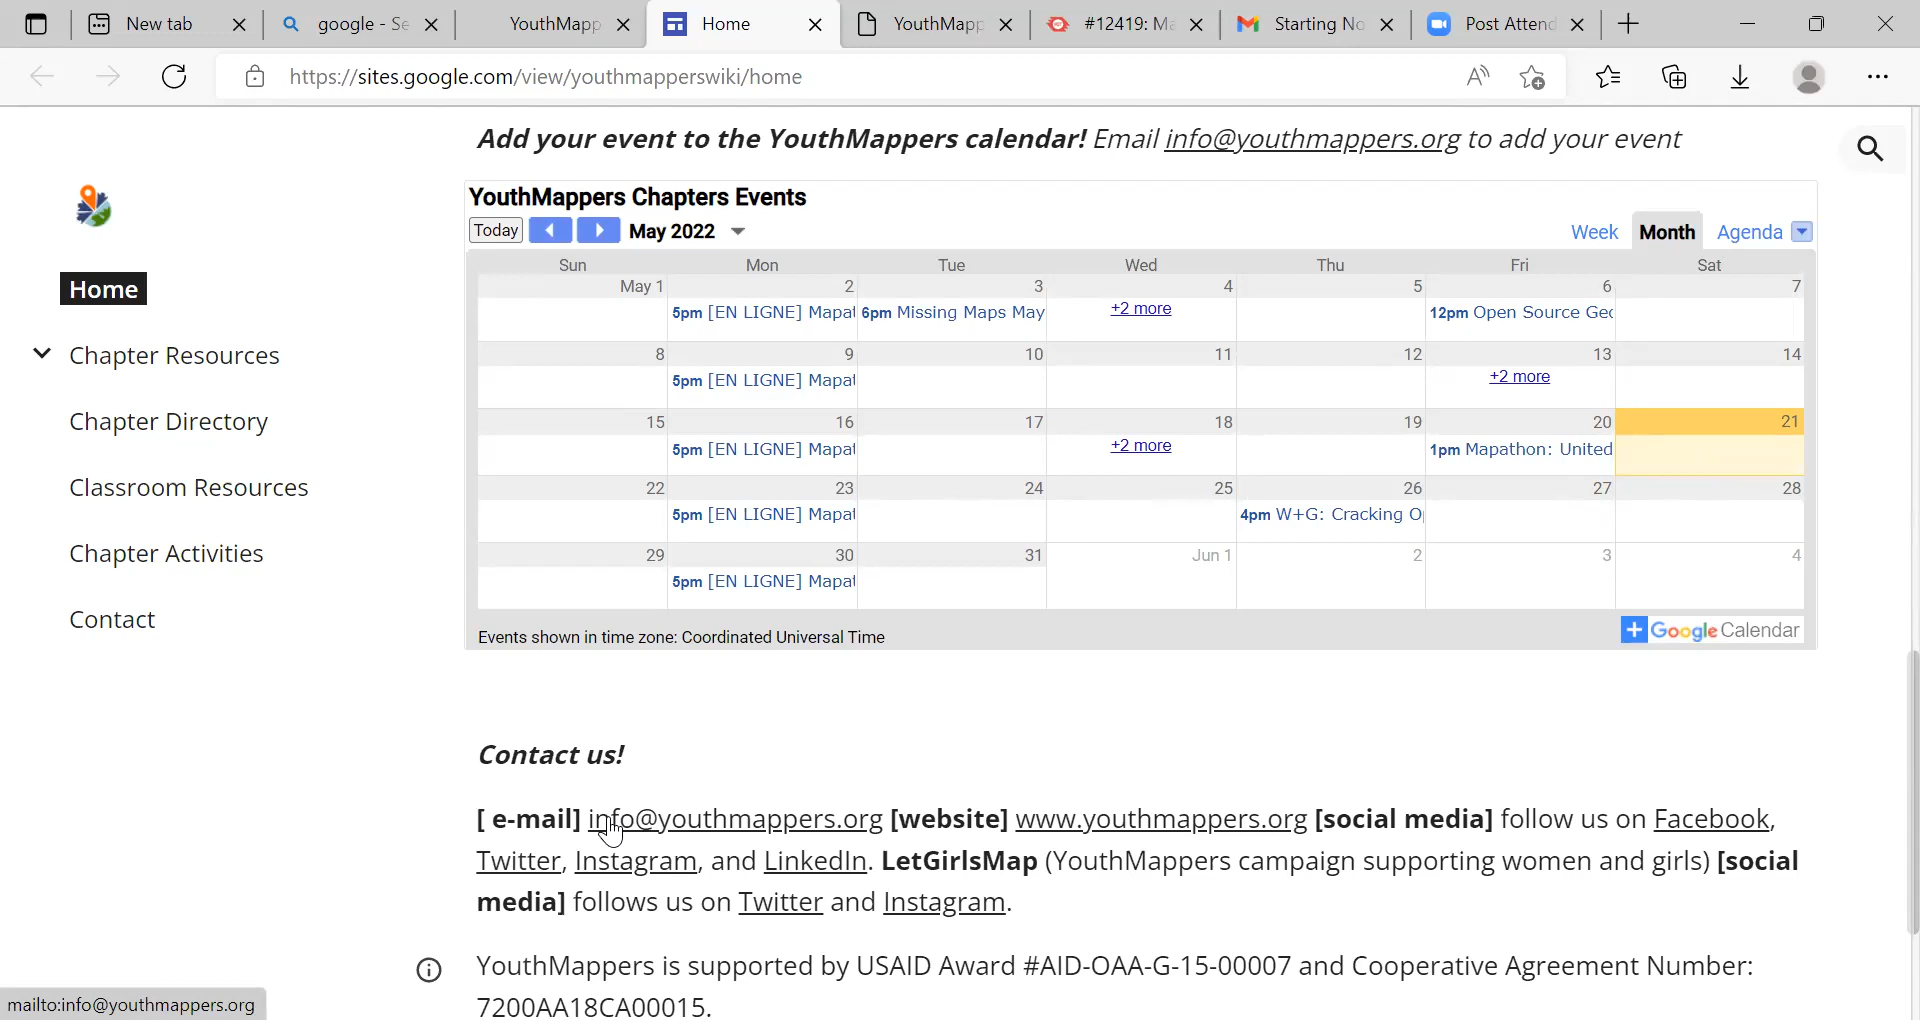 New tab
google - Se
YouthMapp
Home
YouthMapp
#12419: Ma
Starting No
Post Attend
https://sites.google.com/view/youthmapperswiki/home
Add your event to the YouthMappers calendar! Email info@youthmappers.org to add your event
Home
Chapter Resources
Chapter Directory
Classroom Resources
Chapter Activities
Contact
YouthMappers Chapters Events
Today May 2022 Week Month Agenda
Sun Mon Tue Wed Thu Fri Sat
May 1 2 3 4 5 6 7
5pm [EN LIGNE] Mapat 6pm Missing Maps May +2 more 12pm Open Source Geo
8 9 10 11 12 13 14
5pm [EN LIGNE] Mapat +2 more
15 16 17 18 19 20 21
5pm [EN LIGNE] Mapat +2 more 1pm Mapathon: United
22 23 24 25 26 27 28
5pm [EN LIGNE] Mapat 4pm W+G: Cracking O
29 30 31 Jun 1 2 3 4
5pm [EN LIGNE] Mapat
Events shown in time zone: Coordinated Universal Time
Google Calendar
Contact us!
[ e-mail] info@youthmappers.org [website] www.youthmappers.org [social media] follow us on Facebook,
Twitter, Instagram, and LinkedIn. LetGirlsMap (YouthMappers campaign supporting women and girls) [social
media] follows us on Twitter and Instagram.
YouthMappers is supported by USAID Award #AID-OAA-G-15-00007 and Cooperative Agreement Number:
7200AA18CA00015.
mailto:info@youthmappers.org